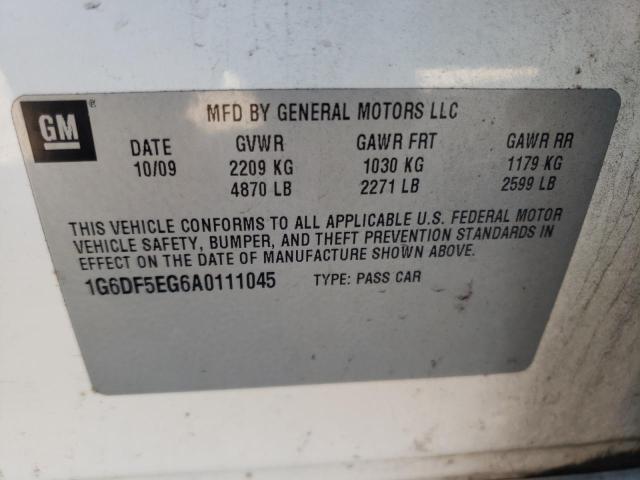 GM®
MFD BY GENERAL MOTORS LLC
DATE GVWR GAWR FRT GAWR RR
10/09 2209 KG 1030 KG 1179 KG
4870 LB 2271 LB 2599 LB
THIS VEHICLE CONFORMS TO ALL APPLICABLE U.S. FEDERAL MOTOR
VEHICLE SAFETY, BUMPER, AND THEFT PREVENTION STANDARDS IN
EFFECT ON THE DATE OF MANUFACTURE SHOWN ABOVE.
1G6DF5EG6A0111045 TYPE: PASS CAR